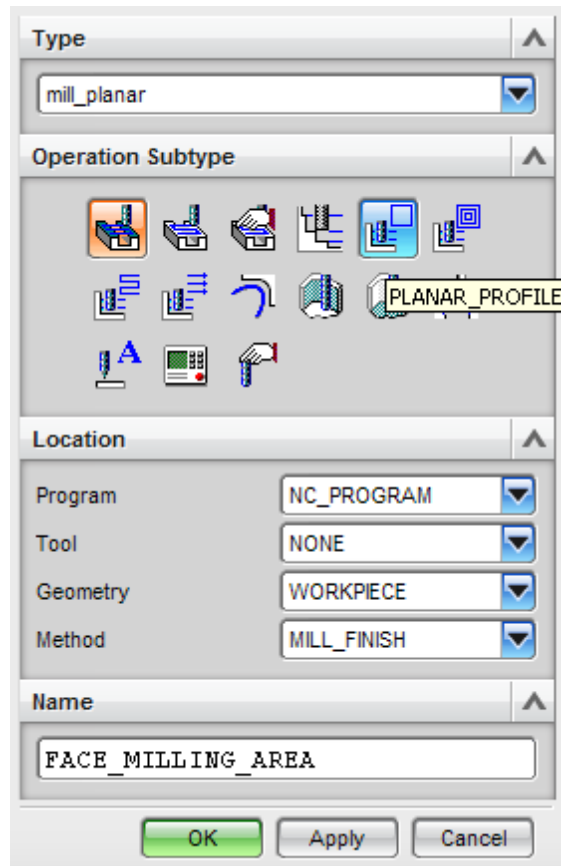 Type
mill_planar
Operation Subtype
PLANAR_PROFILE
A
Location
Program NC_PROGRAM
Tool NONE
Geometry WORKPIECE
Method MILL_FINISH
Name
FACE_MILLING_AREA
OK Apply Cancel